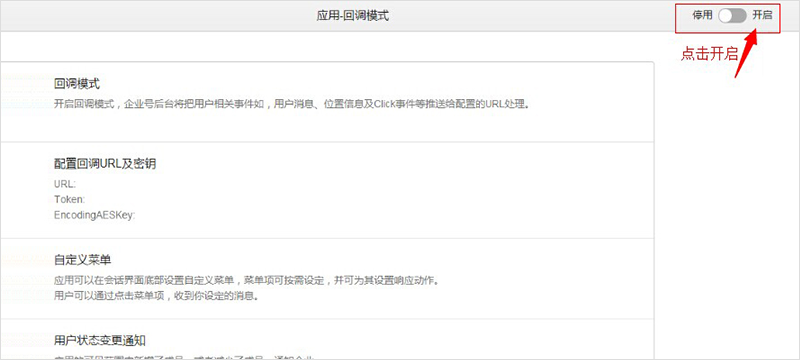 应用-回调模式
停用 开启
点击开启
回调模式
开启回调模式，企业号后台将把用户相关事件如，用户消息、位置信息及Click事件等推送给配置的URL处理。
配置回调URL及密钥
URL:
Token:
EncodingAESKey:
自定义菜单
应用可以在会话界面底部设置自定义菜单，菜单项可按需设定，并可为其设置响应动作。
用户可以通过点击菜单项，收到你设定的消息。
用户状态变更通知